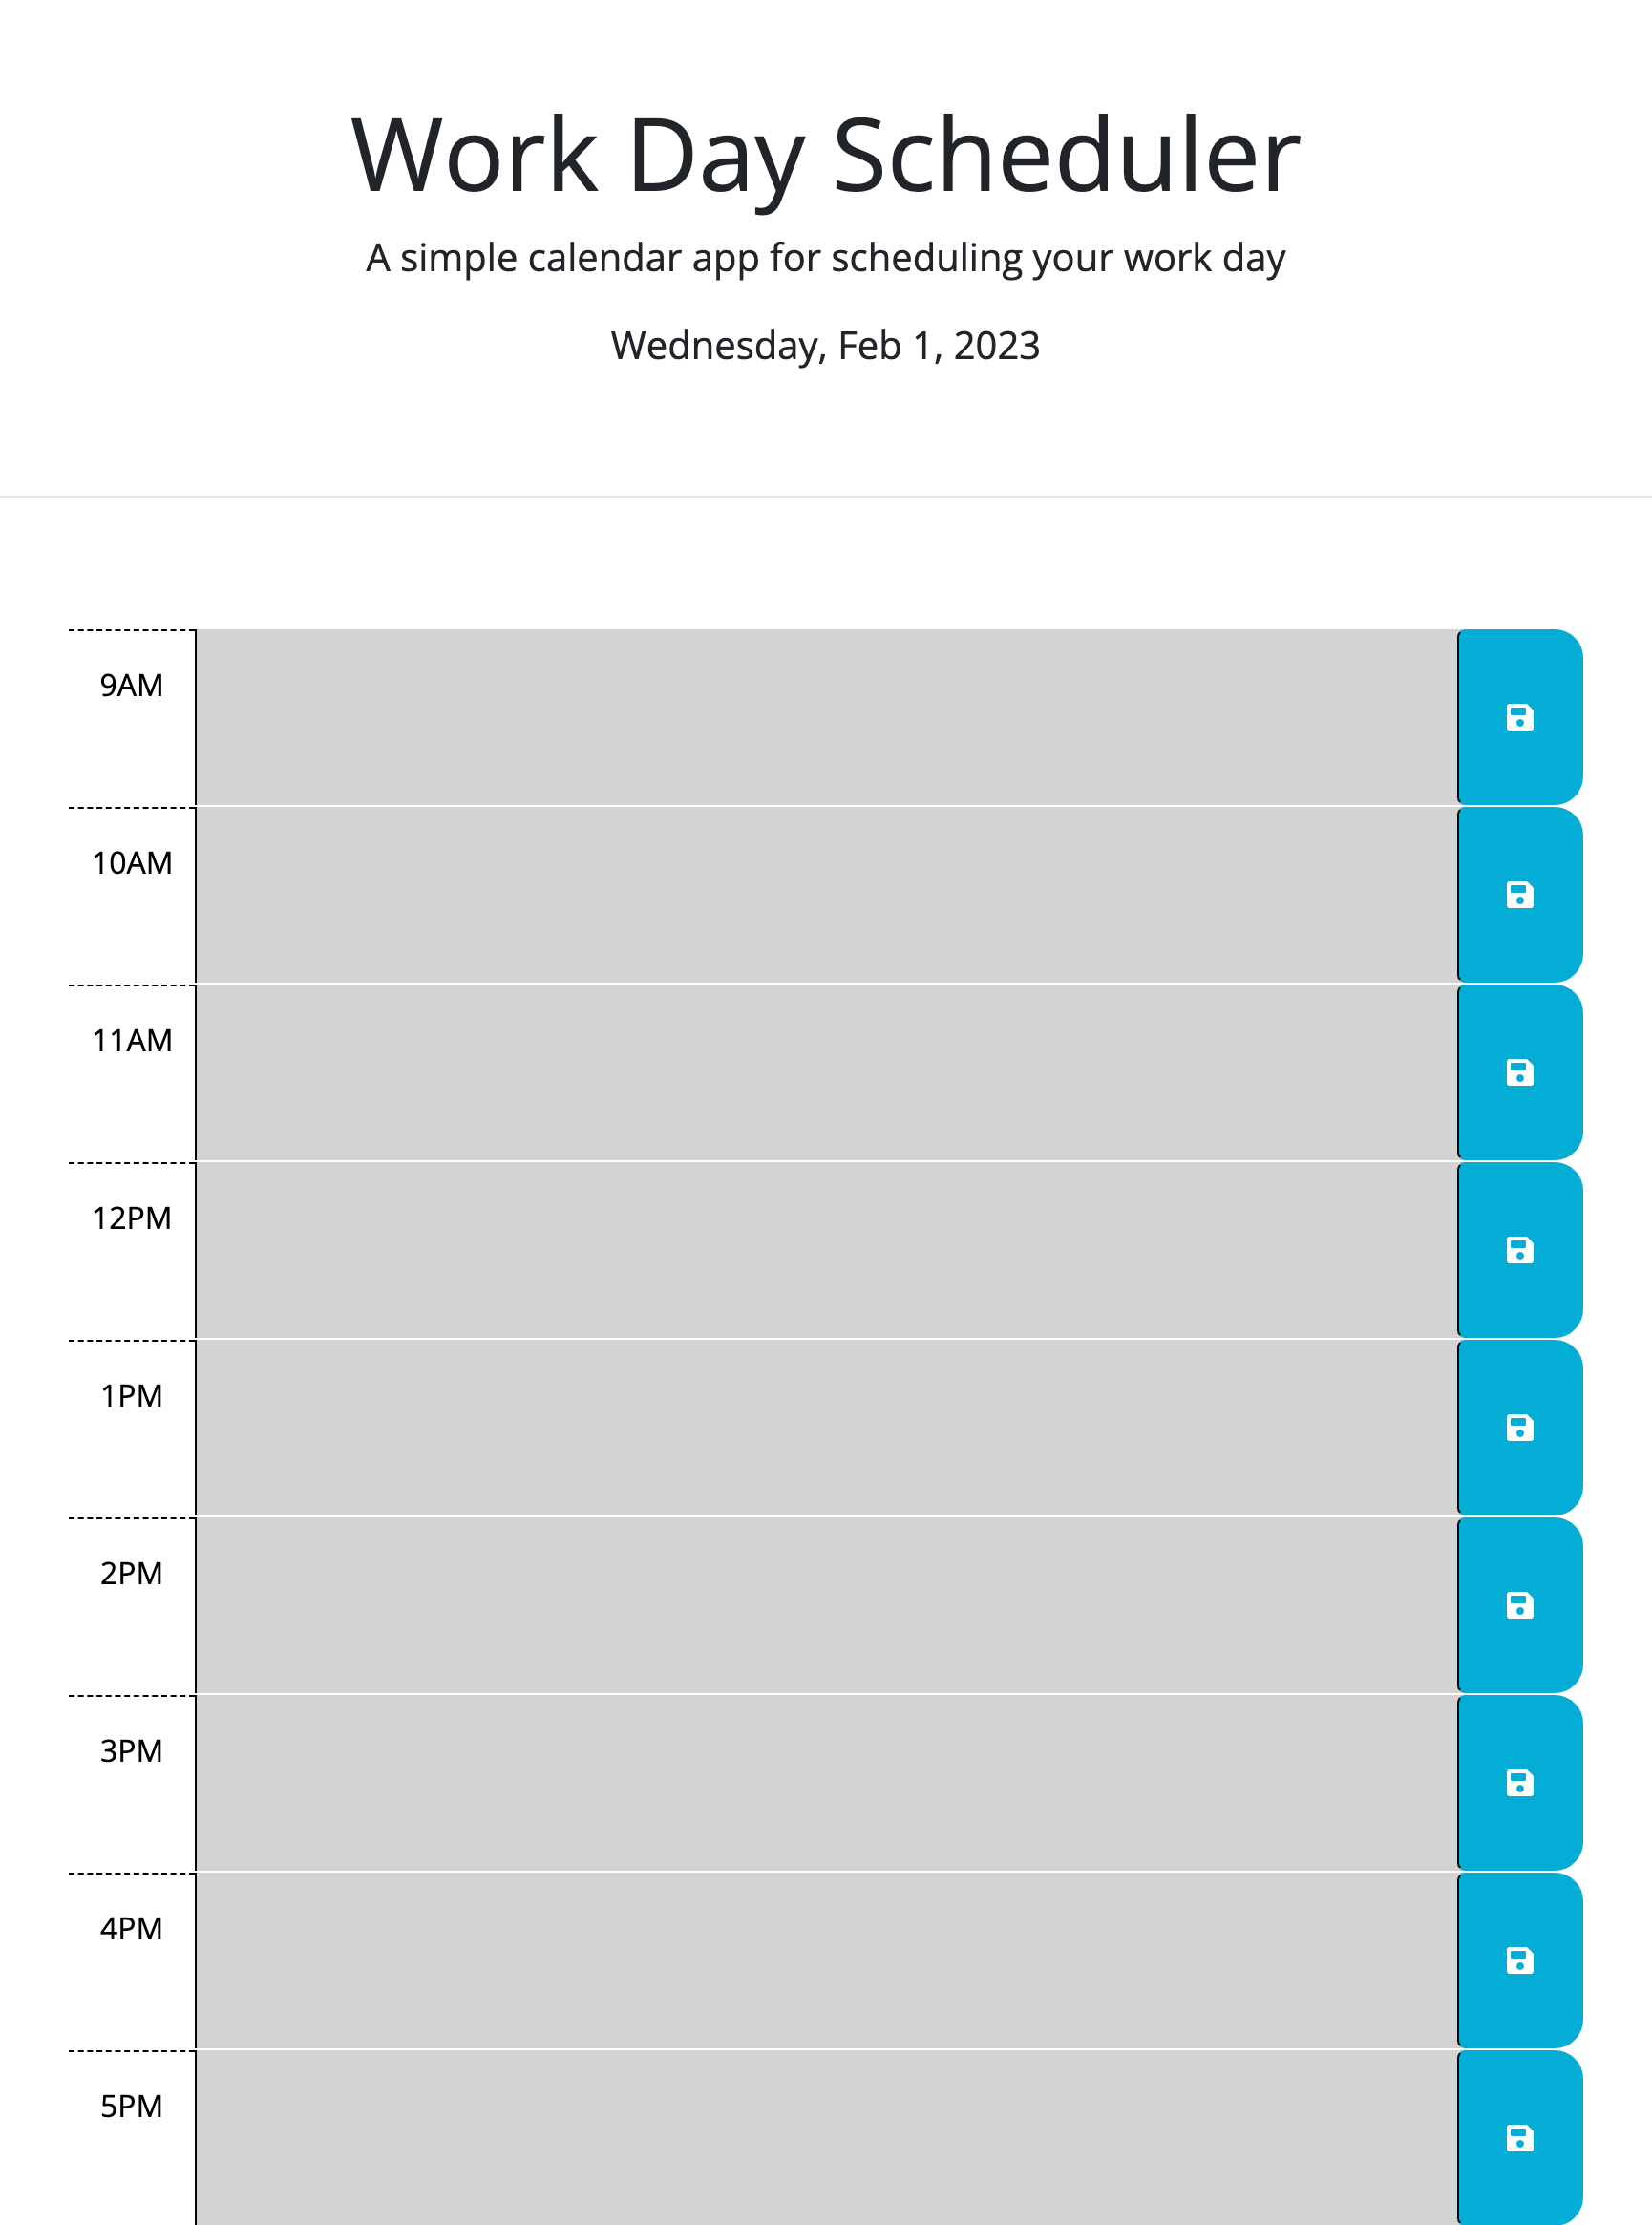 Work Day Scheduler
A simple calendar app for scheduling your work day
Wednesday, Feb 1, 2023
9AM
10AM
11AM
12PM
1PM
2PM
3PM
4PM
5PM